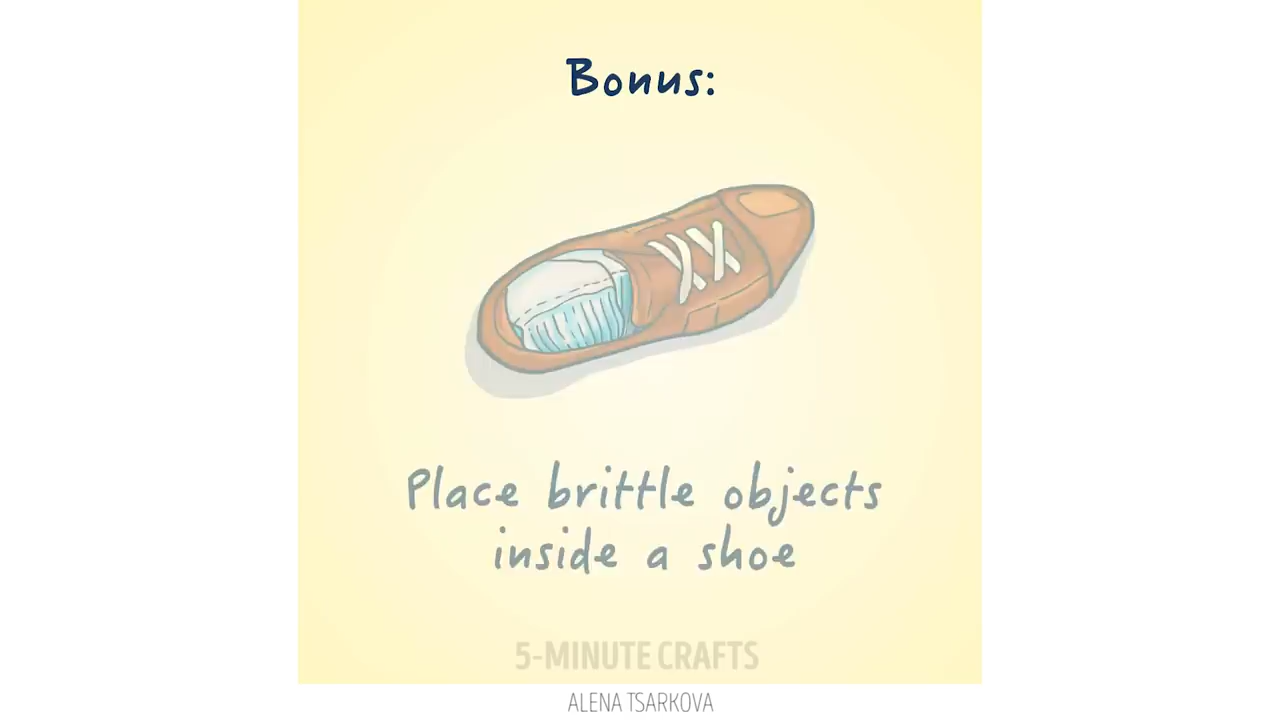 Bonus:
Place brittle objects
inside a shoe
5-MINUTE CRAFTS
ALENA TSARKOVA